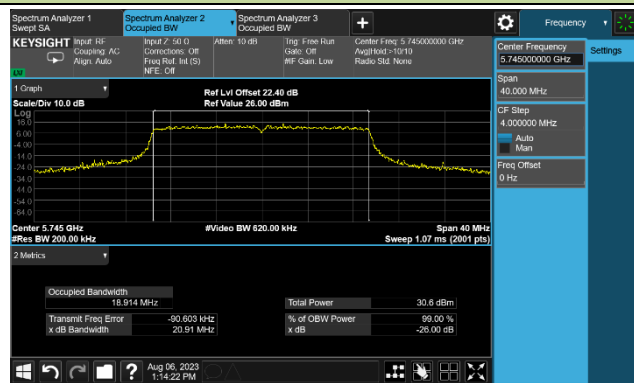 Spectrum Analyzer 1
Swept SA
Spectrum Analyzer 2
Occupied BW
Spectrum Analyzer 3
Occupied BW
+
Frequency
KEYSIGHT
Input: RF
Coupling: AC
Align: Auto
Input Z: 50 Ω
Corrections: Off
Freq Ref: Int (S)
NFE: Off
Atten: 10 dB
Trig: Free Run
Gate: Off
#IF Gain: Low
Center Freq: 5.745000000 GHz
Avg|Hold:>10/10
Radio Std: None
Center Frequency
5.745000000 GHz
Settings
Span
40.000 MHz
CF Step
4.000000 MHz
Auto
Man
Freq Offset
0 Hz
1 Graph
Scale/Div 10.0 dB
Ref Lvl Offset 22.40 dB
Ref Value 26.00 dBm
Log
16.0
6.00
-4.00
-14.0
-24.0
-34.0
-44.0
-54.0
-64.0
Center 5.745 GHz
#Res BW 200.00 kHz
#Video BW 620.00 kHz
Span 40 MHz
Sweep 1.07 ms (2001 pts)
2 Metrics
Occupied Bandwidth
18.914 MHz
Total Power 30.6 dBm
Transmit Freq Error -90.603 kHz
% of OBW Power 99.00 %
x dB Bandwidth 20.91 MHz
x dB -26.00 dB
?
Aug 06, 2023
1:14:22 PM